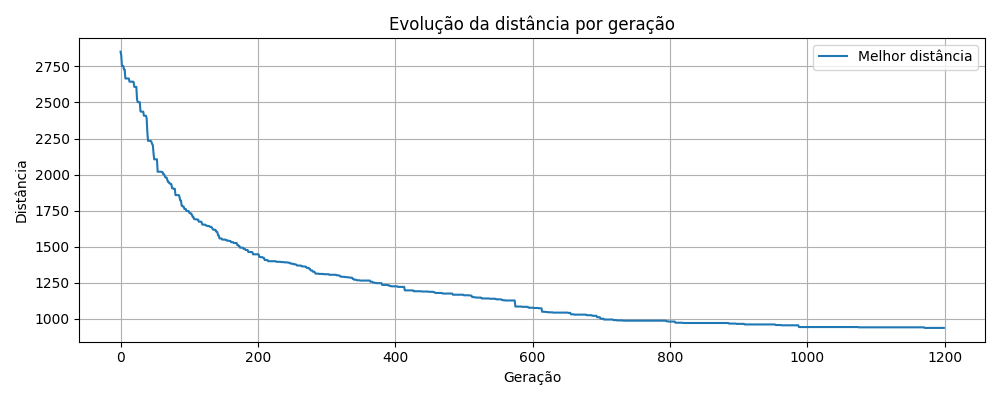 Evolução da distância por geração
Melhor distância
2750
2500
2250
2000
1750
1500
1250
1000
Distância
0 200 400 600 800 1000 1200
Geração